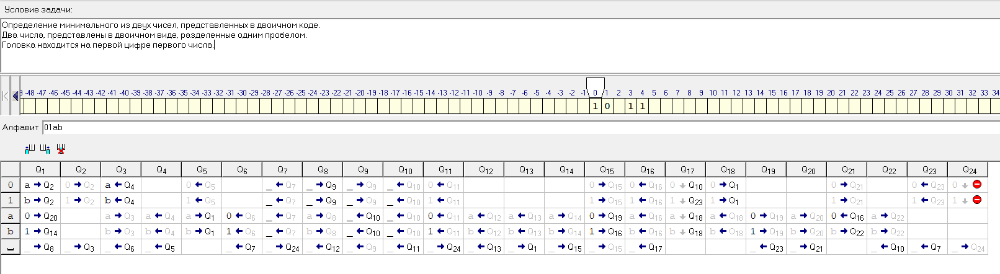 Условие задачи:
Определение минимального из двух чисел, представленных в двоичном коде.
Два числа, представлены в двоичном виде, разделенные одним пробелом.
Головка находится на первой цифре первого числа.
9 -48 -47 -46 -45 -44 -43 -42 -41 -40 -39 -38 -37 -36 -35 -34 -33 -32 -31 -30 -29 -28 -27 -26 -25 -24 -23 -22 -21 -20 -19 -18 -17 -16 -15 -14 -13 -12 -11 -10 -9 -8 -7 -6 -5 -4 -3 -2 -1 0 1 2 3 4 5 6 7 8 9 10 11 12 13 14 15 16 17 18 19 20 21 22 23 24 25 26 27 28 29 30 31 32 33 34
1 0 1 1
Алфавит 01ab
Q1 Q2 Q3 Q4 Q5 Q6 Q7 Q8 Q9 Q10 Q11 Q12 Q13 Q14 Q15 Q16 Q17 Q18 Q19 Q20 Q21 Q22 Q23 Q24
0 a → Q2 0 → Q2 a ← Q4 0 ← Q5 _ ← Q7 _ → Q9 _ → Q9 _ ← Q10 0 ← Q11 0 → Q15 0 ← Q16 0 ↓ Q10 0 → Q1 0 → Q21 0 ← Q23 0 ↓
1 b → Q2 1 → Q2 b ← Q4 1 ← Q5 _ ← Q7 _ → Q9 _ → Q9 _ ← Q10 1 ← Q11 1 → Q15 1 ← Q16 1 ↓ Q23 1 → Q1 1 → Q21 1 ← Q23 1 ↓
a 0 → Q20 a → Q3 a ← Q4 a → Q1 0 ← Q6 _ ← Q7 a → Q8 _ ← Q10 _ ← Q10 0 ← Q11 a ← Q12 a ← Q13 a → Q14 0 → Q19 a ← Q16 a ↓ Q18 a ← Q18 0 → Q19 a → Q20 0 ← Q16 a ← Q22
b 1 → Q14 b → Q3 b ← Q4 b → Q1 1 ← Q6 _ ← Q7 b → Q8 _ ← Q10 _ ← Q10 1 ← Q11 b ← Q12 b ← Q13 b → Q14 1 → Q16 b ← Q16 b ↓ Q18 b ← Q18 1 → Q19 b → Q20 b ← Q22 b ← Q22
_ → Q8 _ → Q3 _ ← Q6 _ ← Q5 _ ← Q7 _ → Q24 _ ← Q12 _ ← Q9 _ ← Q11 _ → Q24 _ ← Q13 _ → Q1 _ → Q15 _ → Q15 _ ← Q17 _ ← Q23 _ → Q21 _ ← Q10 _ ← Q7 _ → Q24